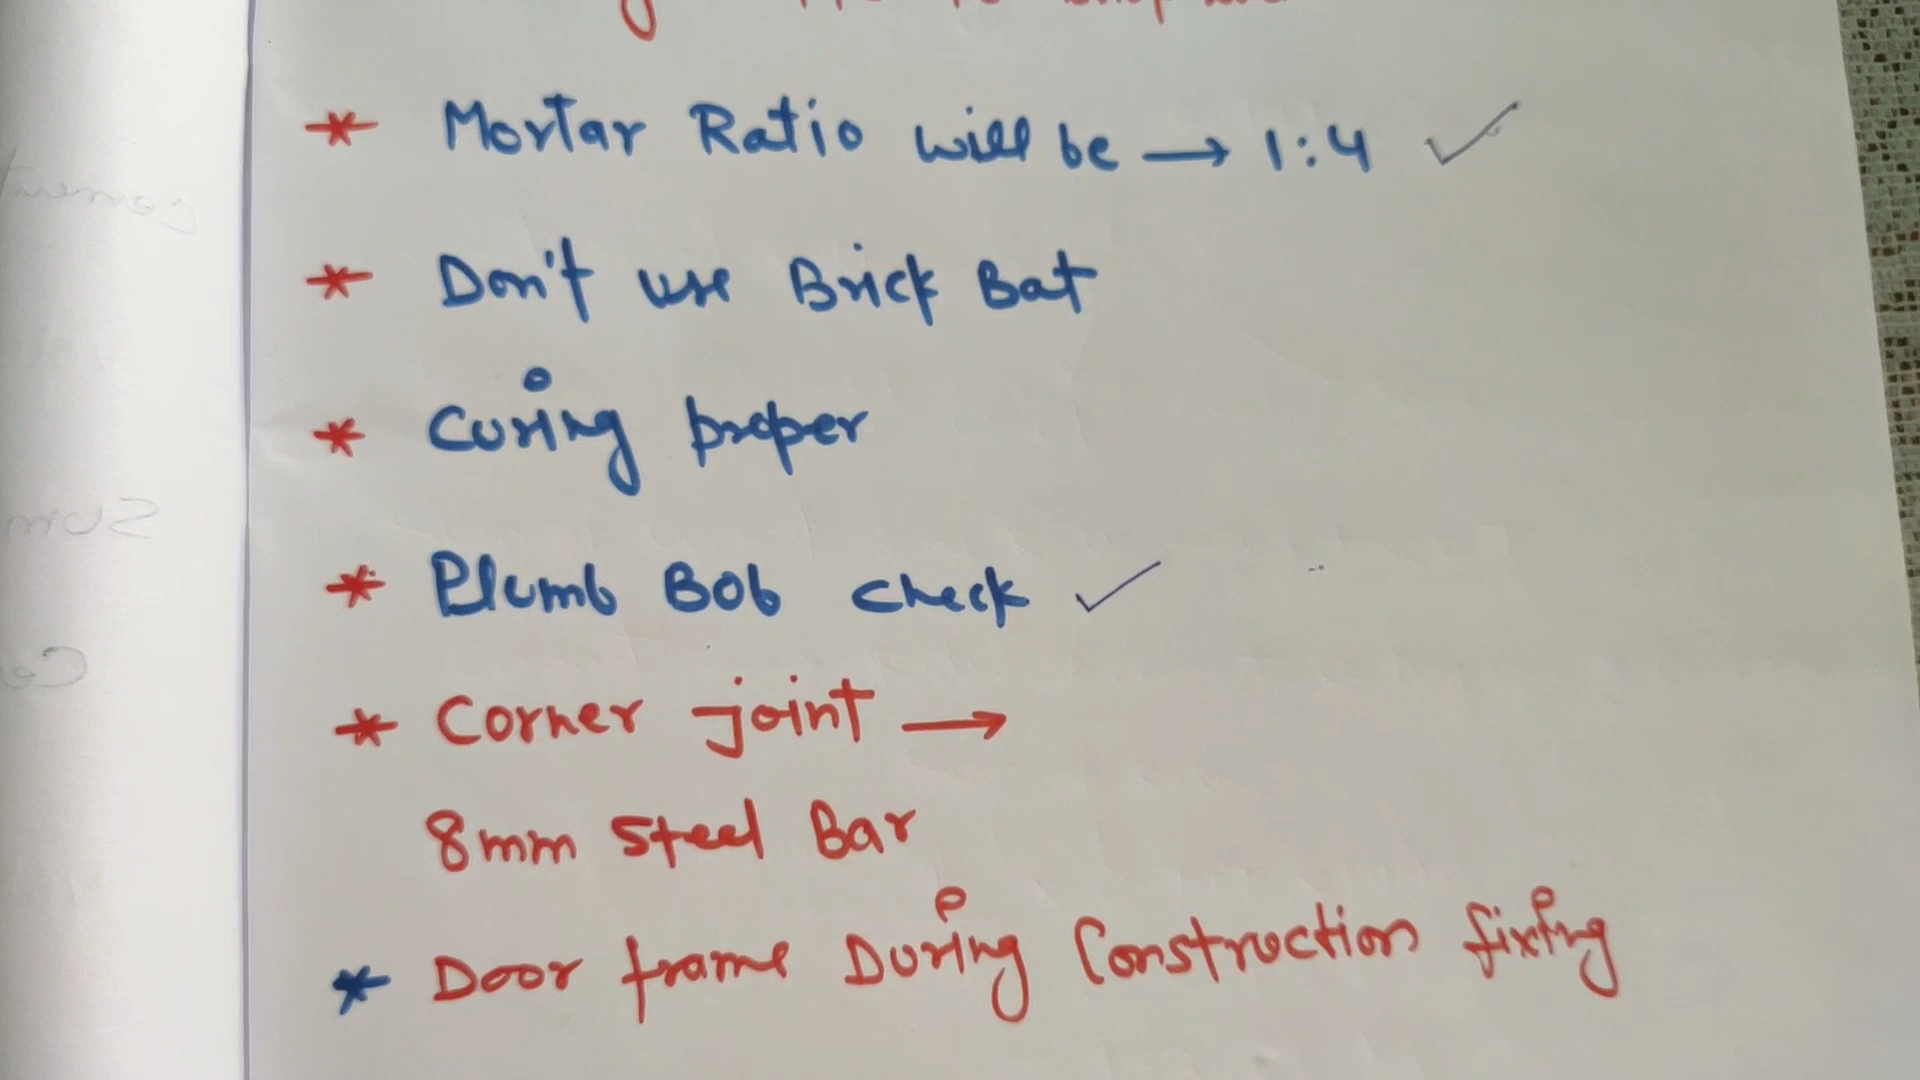 * Mortar Ratio will be → 1:4 ✓
* Don't use Brick Bat
* Curing proper
* Plumb Bob check ✓
* Corner joint →
8mm Steel Bar
* Door frame During Construction fixing